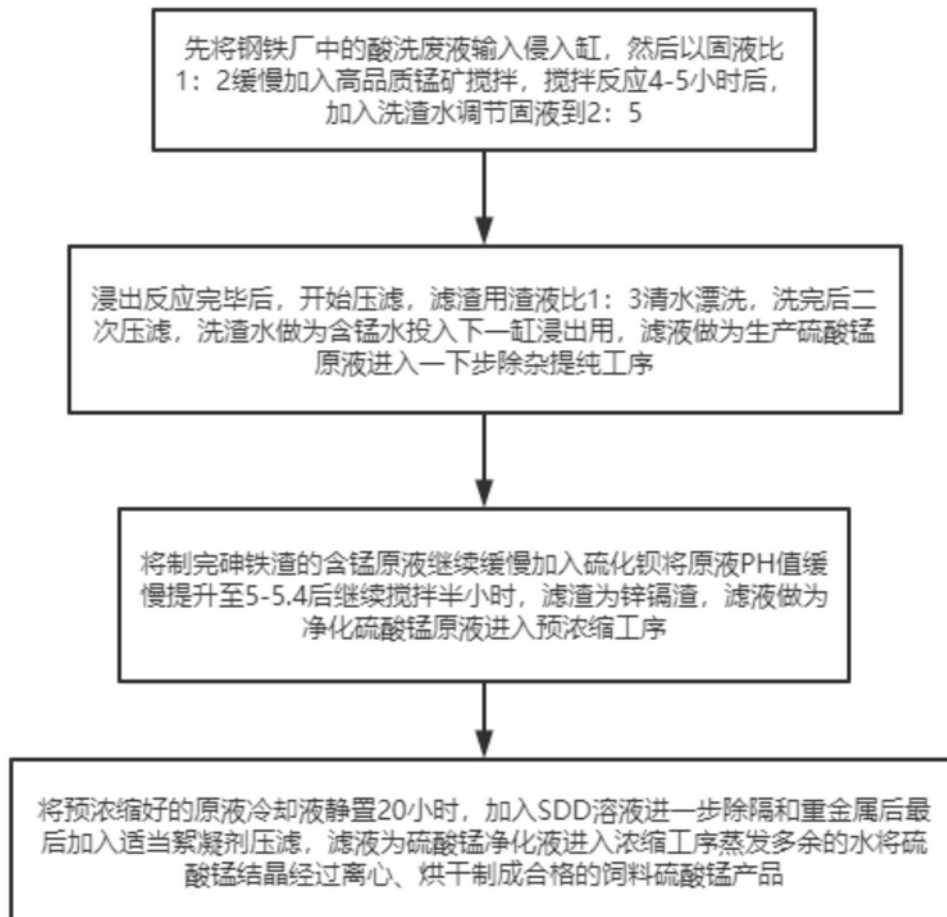 先将钢铁厂中的酸洗废液输入侵入缸，然后以固液比
1：2缓慢加入高品质锰矿搅拌，搅拌反应4-5小时后，
加入洗渣水调节固液到2：5
浸出反应完毕后，开始压滤，滤渣用渣液比1：3清水漂洗，洗完后二
次压滤，洗渣水做为含锰水投入下一缸浸出用，滤液做为生产硫酸锰
原液进入一下步除杂提纯工序
将制完砷铁渣的含锰原液继续缓慢加入硫化钡将原液PH值缓
慢提升至5-5.4后继续搅拌半小时，滤渣为锌镉渣，滤液做为
净化硫酸锰原液进入预浓缩工序
将预浓缩好的原液冷却液静置20小时，加入SDD溶液进一步除隔和重金属后最
后加入适当絮凝剂压滤，滤液为硫酸锰净化液进入浓缩工序蒸发多余的水将硫
酸锰结晶经过离心、烘干制成合格的饲料硫酸锰产品